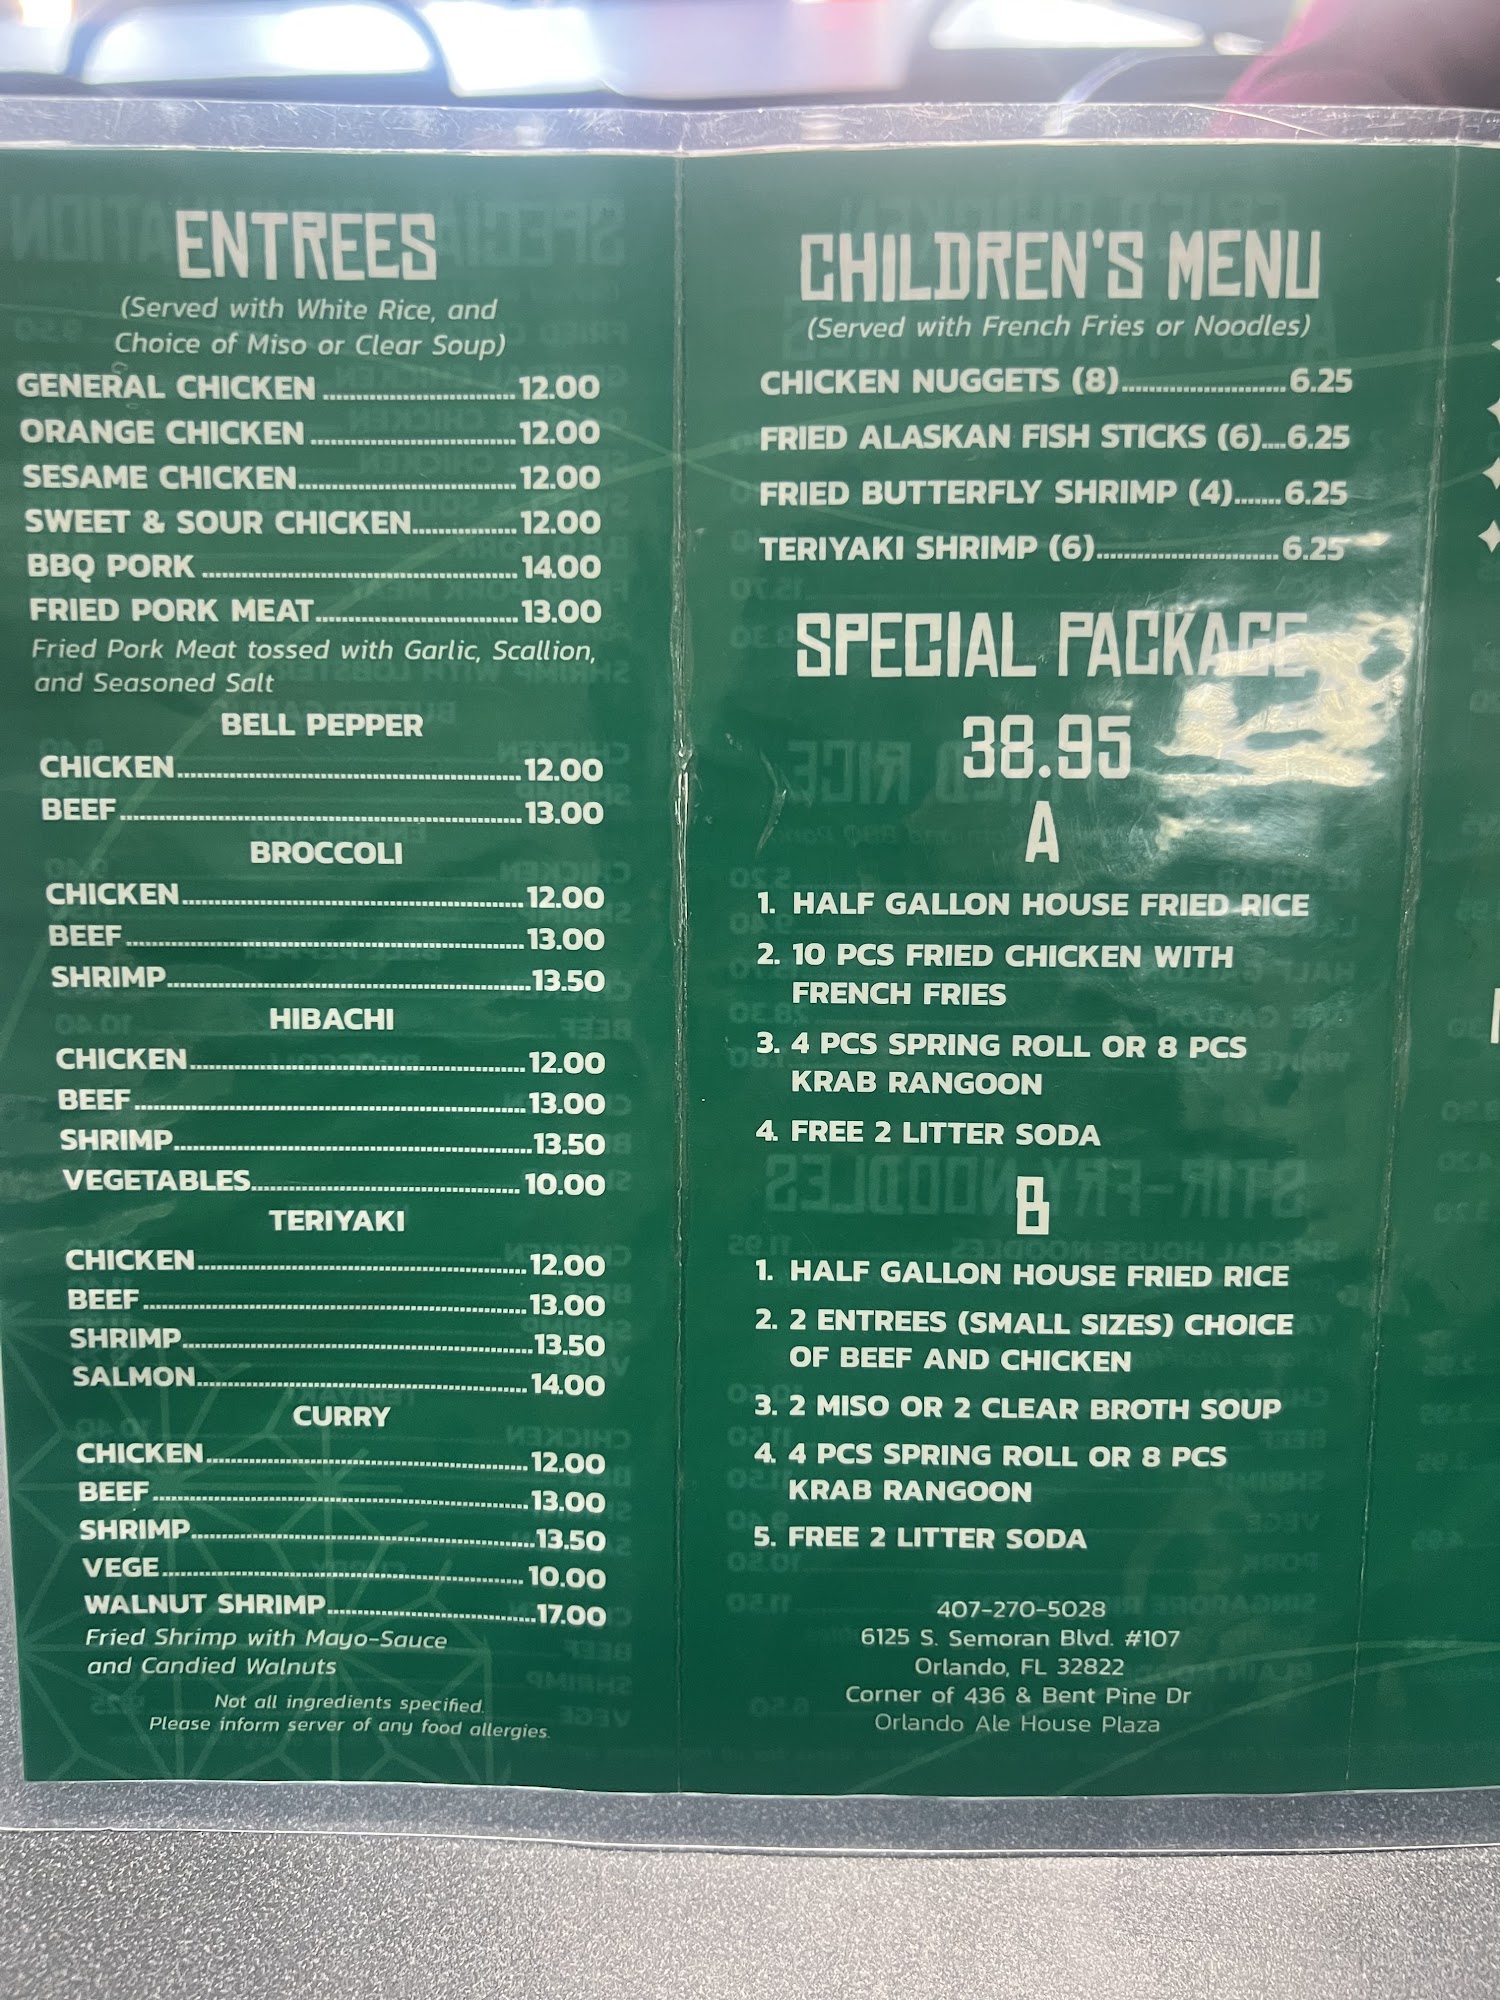 ENTREES
(Served with White Rice, and
Choice of Miso or Clear Soup)
GENERAL CHICKEN 12.00
ORANGE CHICKEN 12.00
SESAME CHICKEN 12.00
SWEET & SOUR CHICKEN 12.00
BBQ PORK 14.00
FRIED PORK MEAT 13.00
Fried Pork Meat tossed with Garlic, Scallion,
and Seasoned Salt
BELL PEPPER
CHICKEN 12.00
BEEF 13.00
BROCCOLI
CHICKEN 12.00
BEEF 13.00
SHRIMP 13.50
HIBACHI
CHICKEN 12.00
BEEF 13.00
SHRIMP 13.50
VEGETABLES 10.00
TERIYAKI
CHICKEN 12.00
BEEF 13.00
SHRIMP 13.50
SALMON 14.00
CURRY
CHICKEN 12.00
BEEF 13.00
SHRIMP 13.50
VEGE 10.00
WALNUT SHRIMP 17.00
Fried Shrimp with Mayo-Sauce
and Candied Walnuts
Not all ingredients specified.
Please inform server of any food allergies.
CHILDREN'S MENU
(Served with French Fries or Noodles)
CHICKEN NUGGETS (8) 6.25
FRIED ALASKAN FISH STICKS (6) 6.25
FRIED BUTTERFLY SHRIMP (4) 6.25
TERIYAKI SHRIMP (6) 6.25
SPECIAL PACKAGE
38.95
A
1. HALF GALLON HOUSE FRIED RICE
2. 10 PCS FRIED CHICKEN WITH
FRENCH FRIES
3. 4 PCS SPRING ROLL OR 8 PCS
KRAB RANGOON
4. FREE 2 LITTER SODA
B
1. HALF GALLON HOUSE FRIED RICE
2. 2 ENTREES (SMALL SIZES) CHOICE
OF BEEF AND CHICKEN
3. 2 MISO OR 2 CLEAR BROTH SOUP
4. 4 PCS SPRING ROLL OR 8 PCS
KRAB RANGOON
5. FREE 2 LITTER SODA
407-270-5028
6125 S. Semoran Blvd. #107
Orlando, FL 32822
Corner of 436 & Bent Pine Dr
Orlando Ale House Plaza